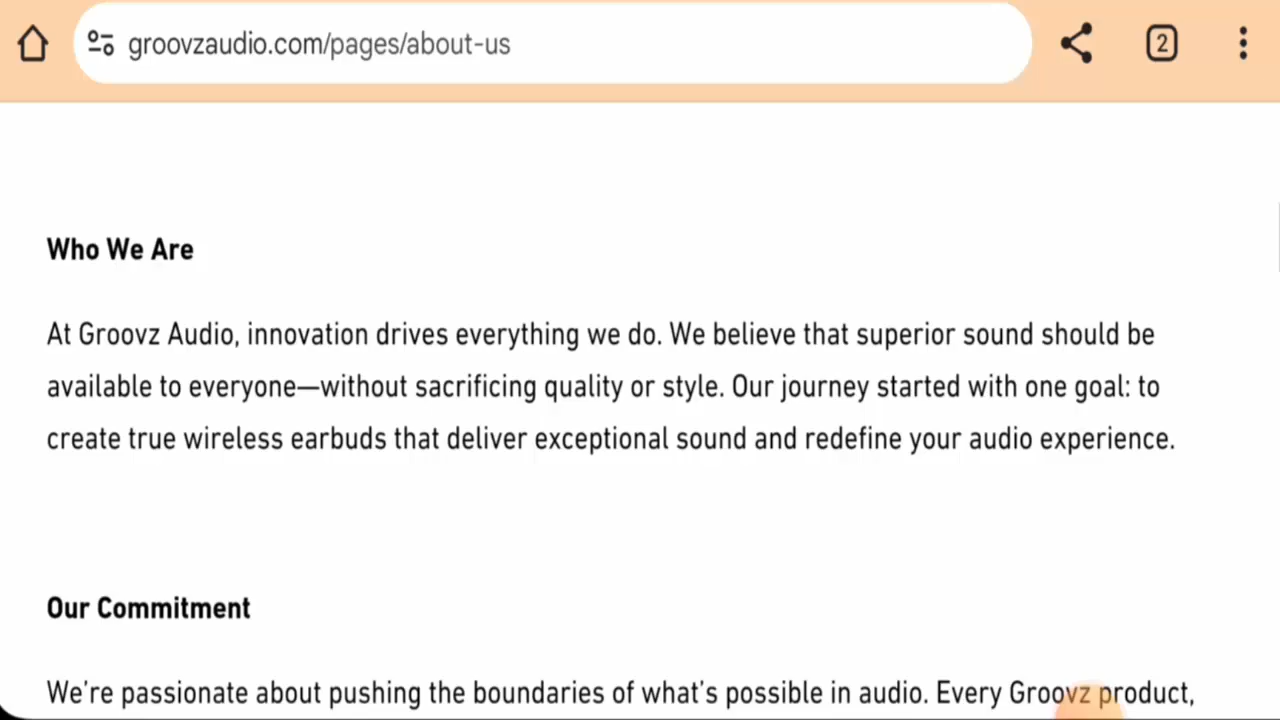 groovzaudio.com/pages/about-us
2
Who We Are
At Groovz Audio, innovation drives everything we do. We believe that superior sound should be
available to everyone—without sacrificing quality or style. Our journey started with one goal: to
create true wireless earbuds that deliver exceptional sound and redefine your audio experience.
Our Commitment
We're passionate about pushing the boundaries of what's possible in audio. Every Groovz product,